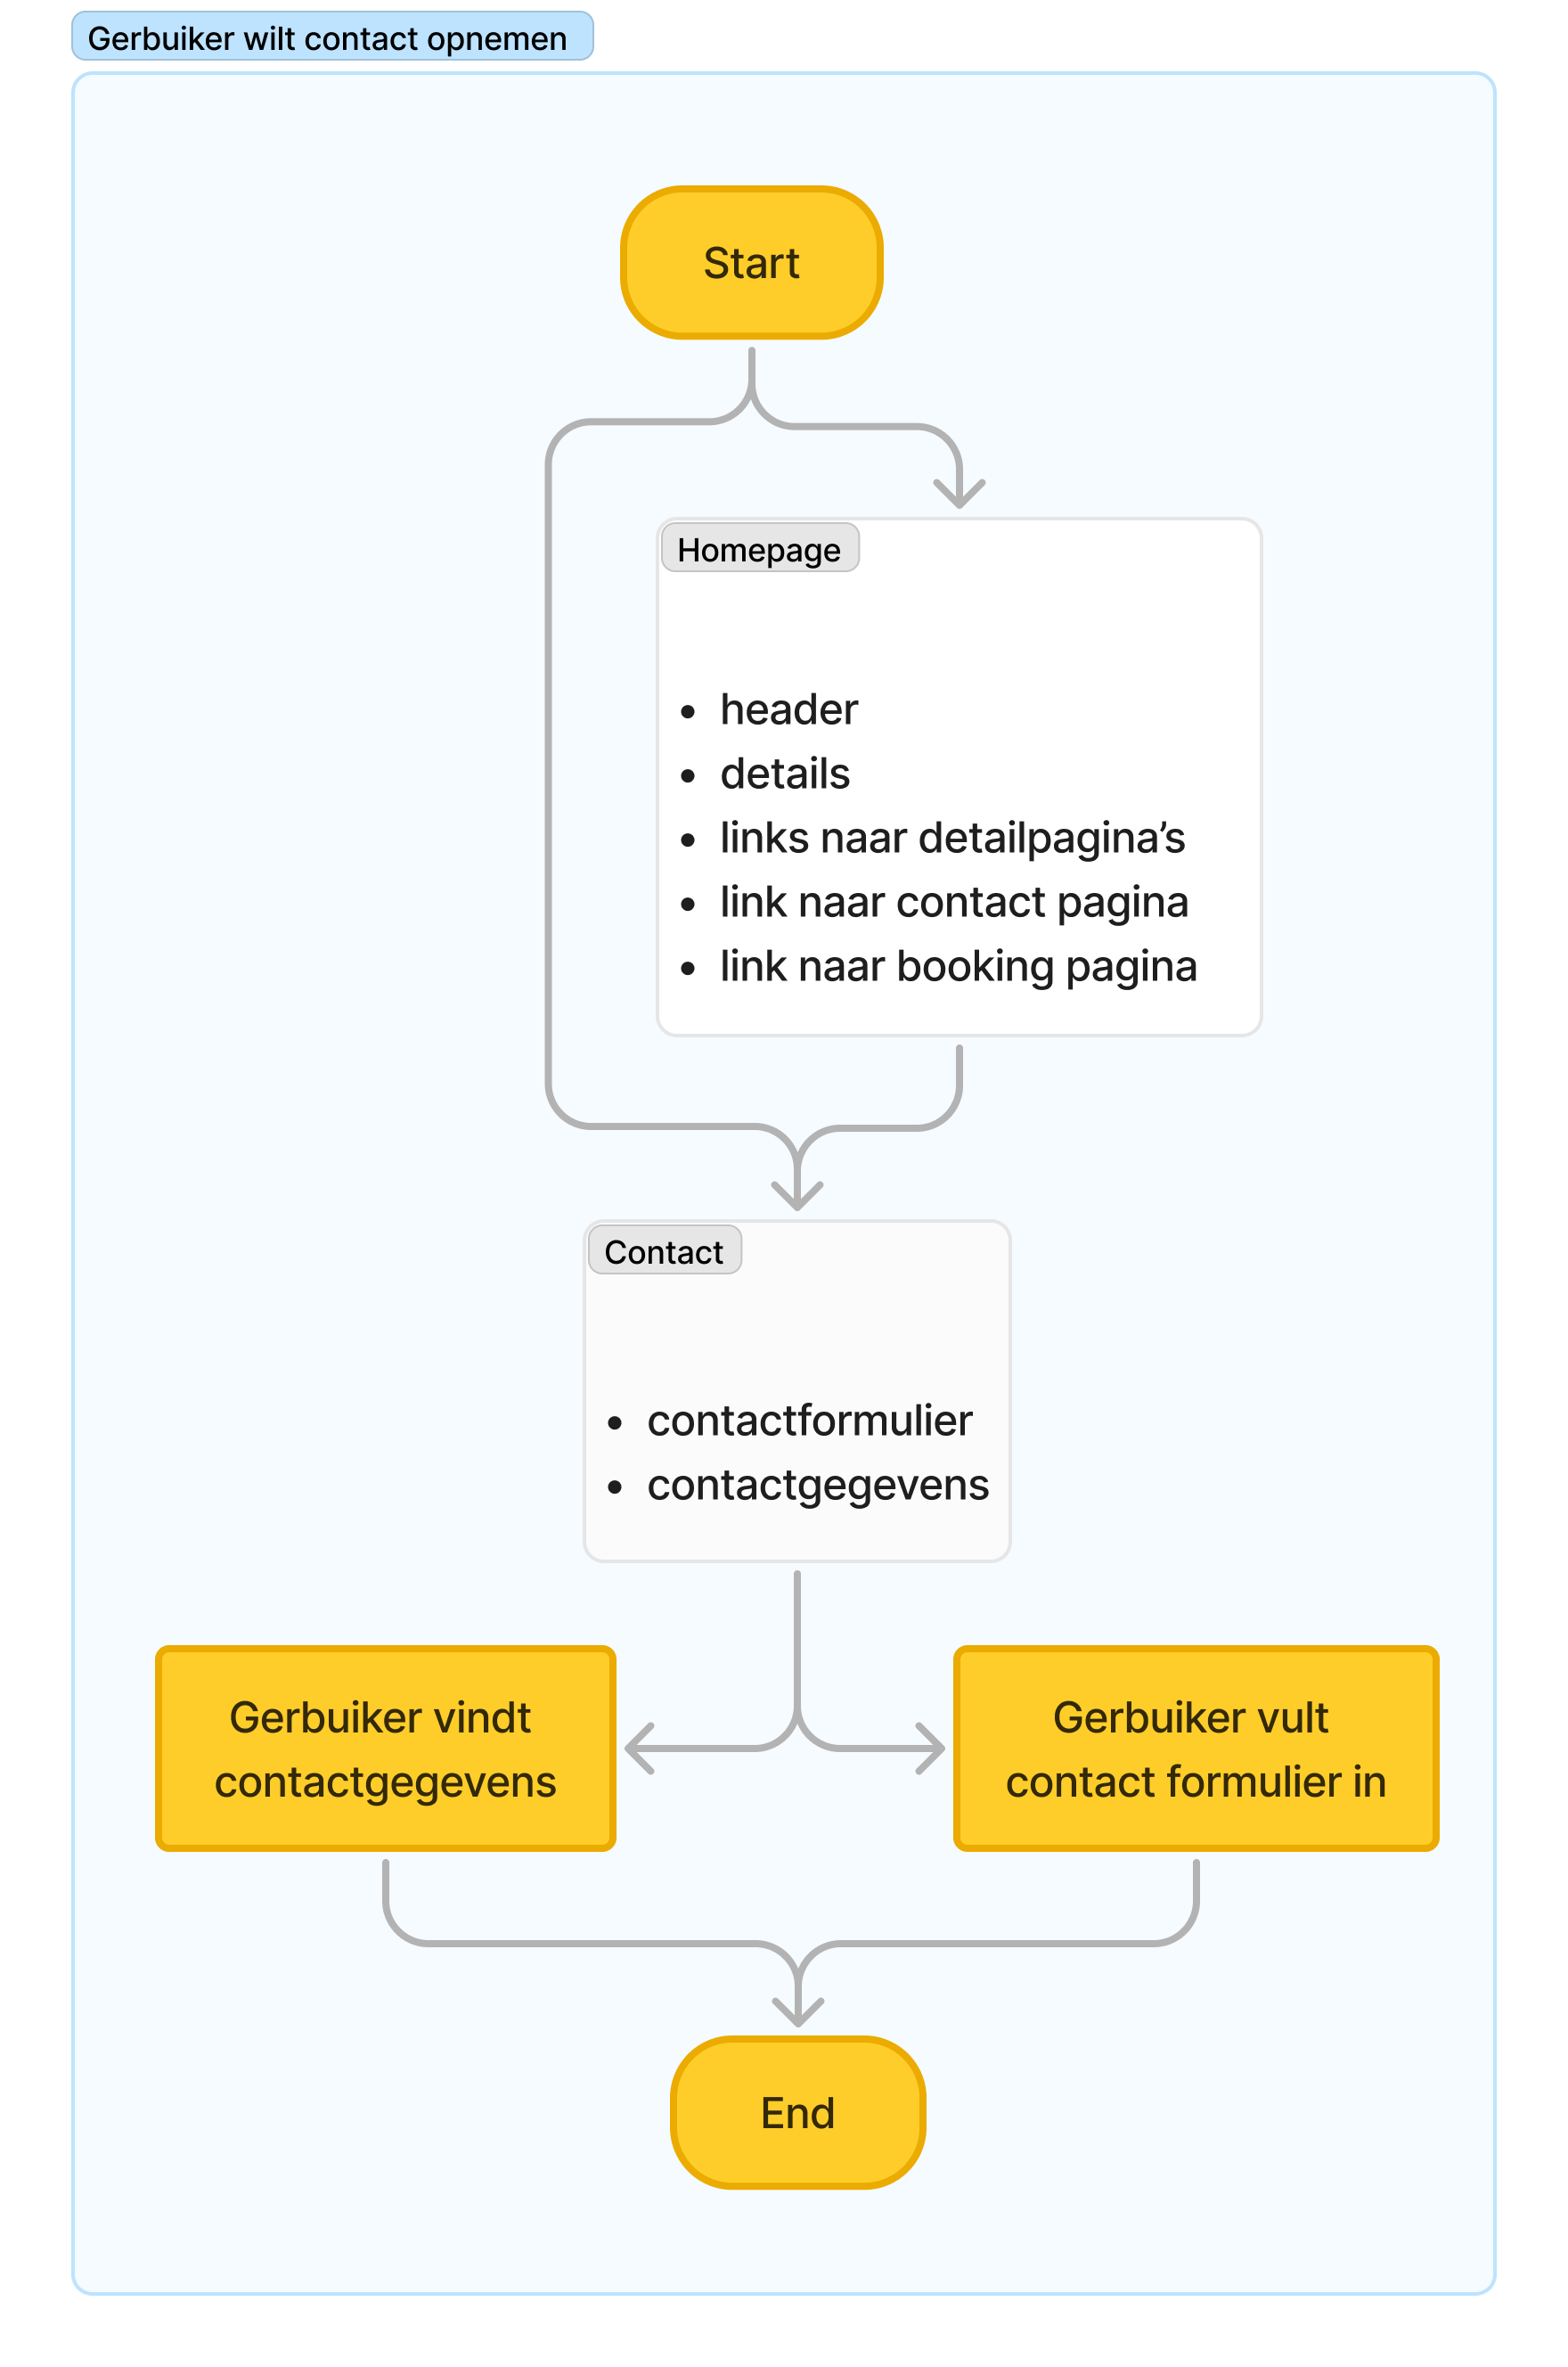 Gerbuiker wilt contact opnemen
Start
Homepage
• header
• details
• links naar detailpagina’s
• link naar contact pagina
• link naar booking pagina
Contact
• contactformulier
• contactgegevens
Gerbuiker vindt
contactgegevens
Gerbuiker vult
contact formulier in
End